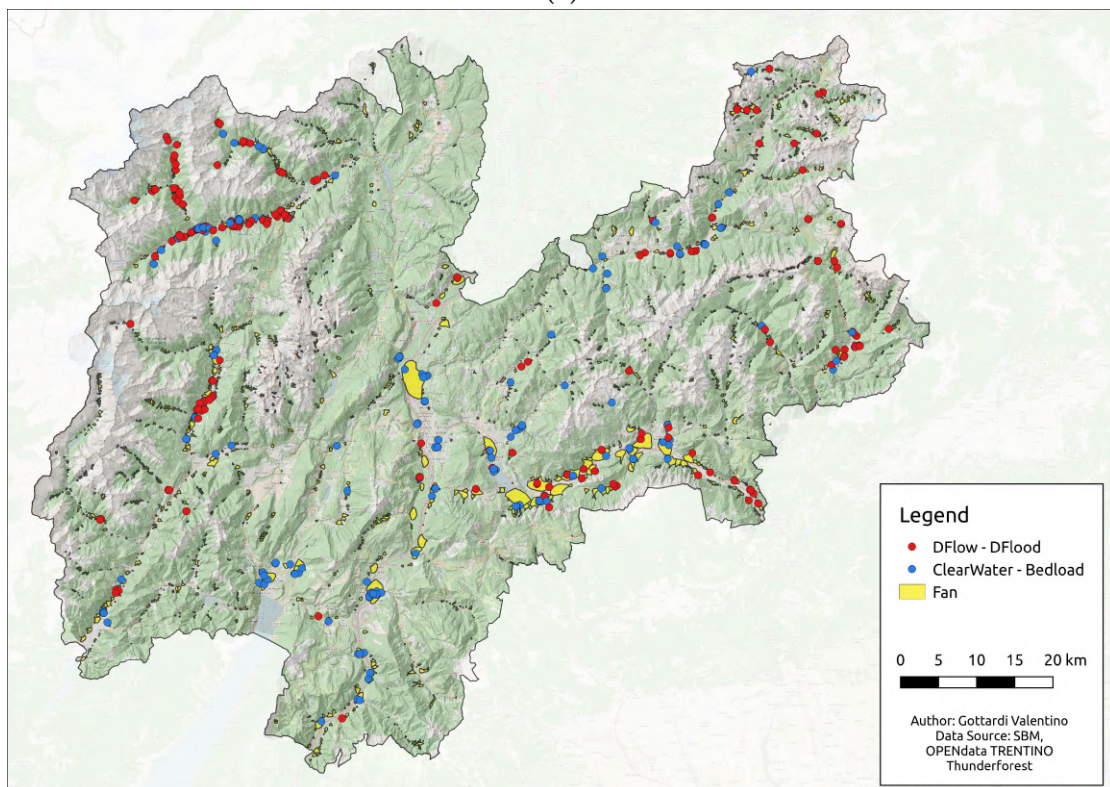 Legend
DFlow - DFlood
ClearWater - Bedload
Fan
0 5 10 15 20 km
Author: Gottardi Valentino
Data Source: SBM,
OPENdata TRENTINO
Thunderforest